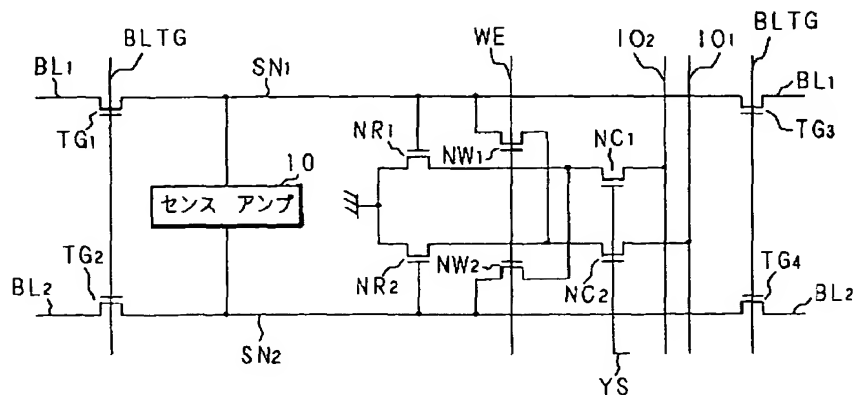 BLTG
WE
IO2
IO1
BLTG
BL1
SN1
BL1
TG1
NR1
NW1
NC1
TG3
10
センス アンプ
TG2
NW2
TG4
BL2
NR2
NC2
BL2
SN2
YS